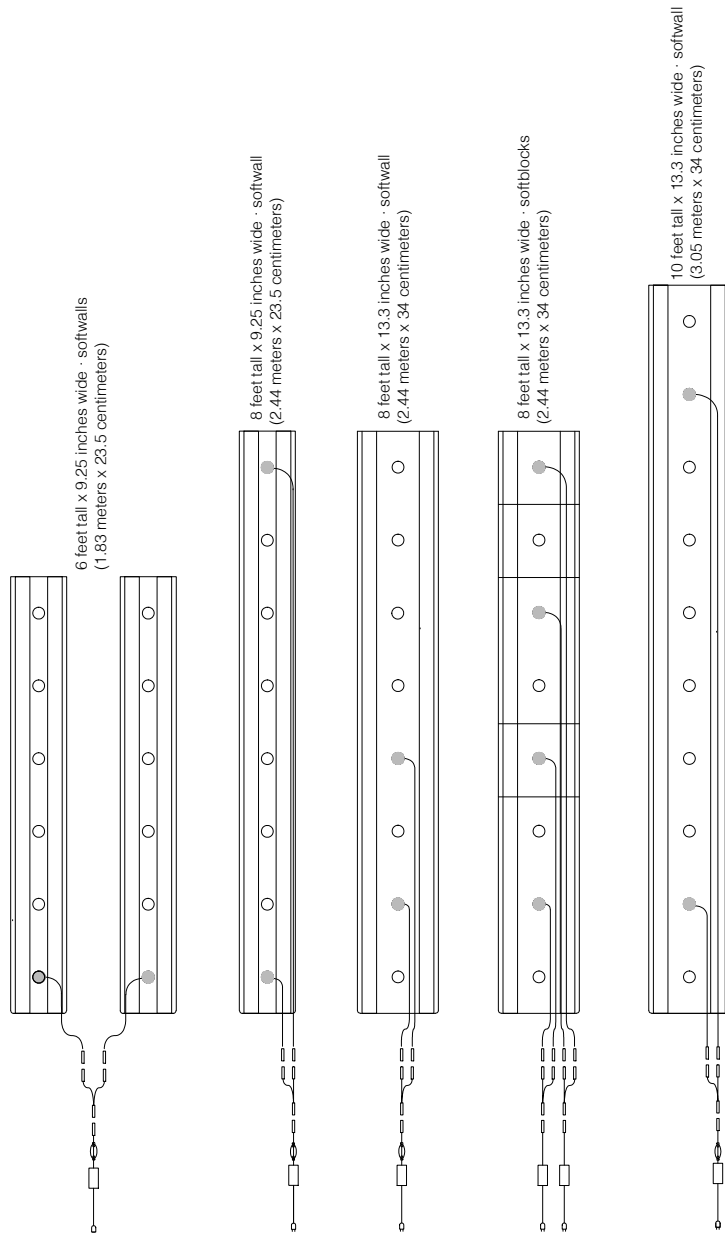 6 feet tall x 9.25 inches wide · softwalls
(1.83 meters x 23.5 centimeters)
8 feet tall x 9.25 inches wide · softwall
(2.44 meters x 23.5 centimeters)
8 feet tall x 13.3 inches wide · softwall
(2.44 meters x 34 centimeters)
8 feet tall x 13.3 inches wide · softblocks
(2.44 meters x 34 centimeters)
10 feet tall x 13.3 inches wide · softwall
(3.05 meters x 34 centimeters)